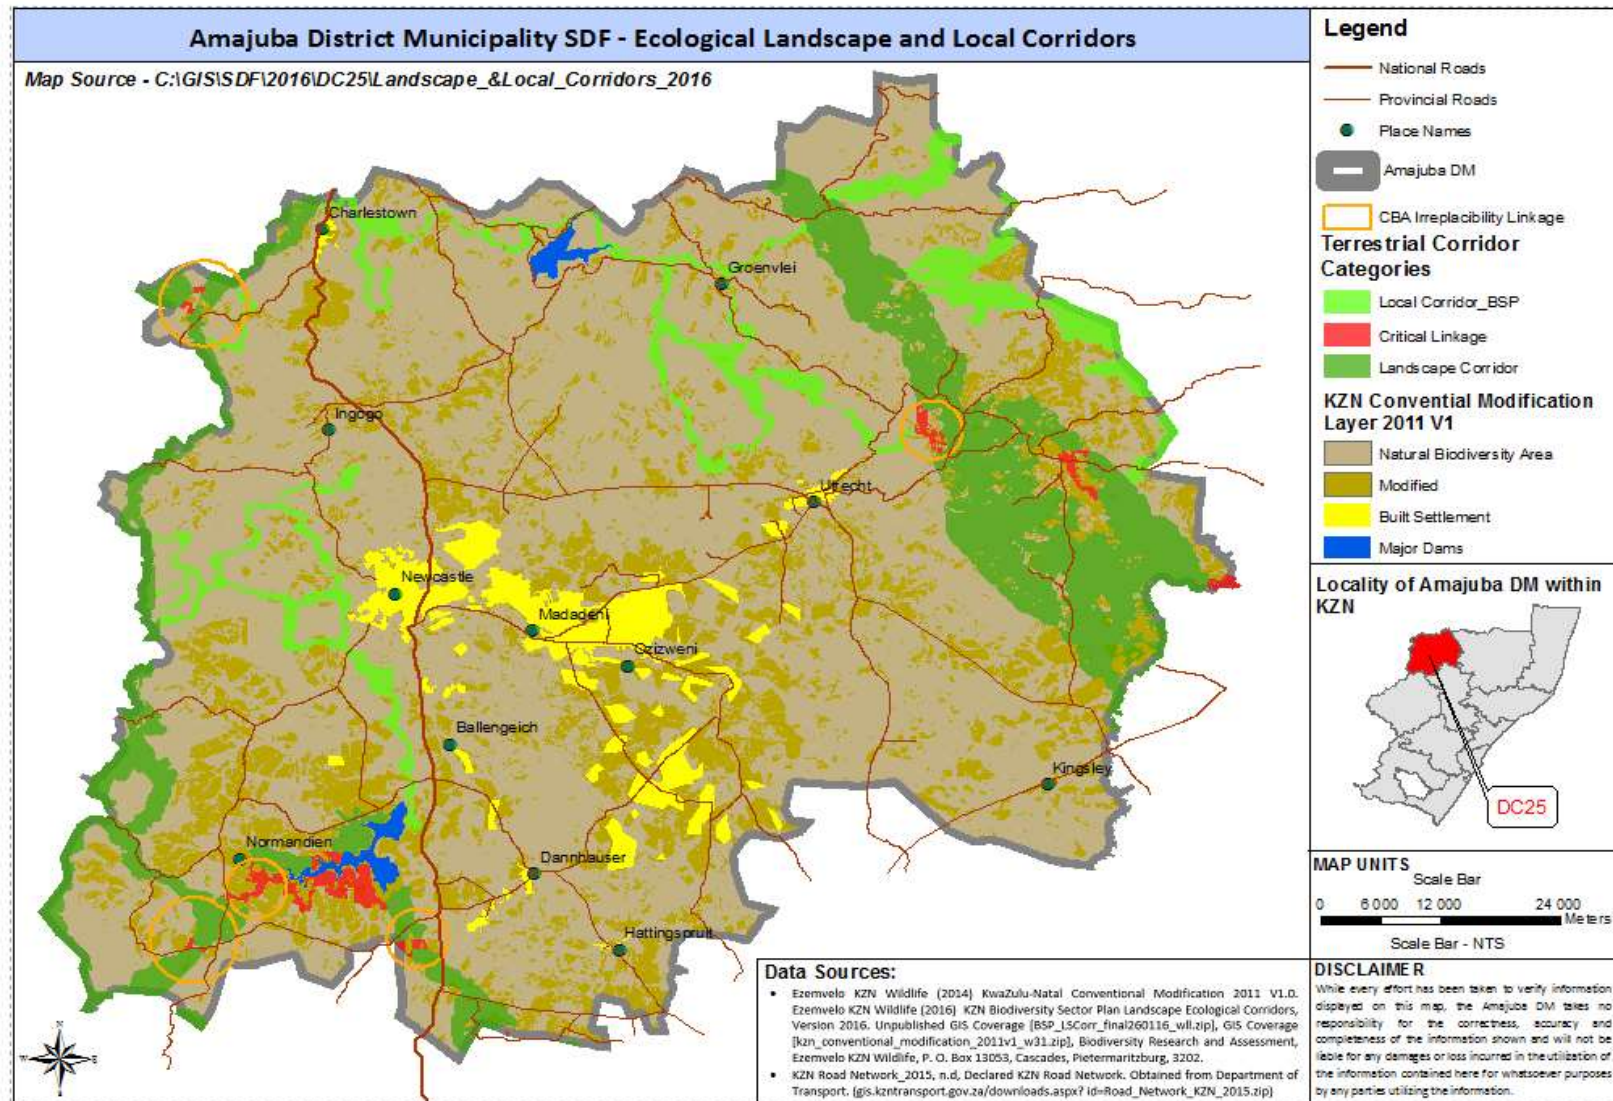 Amajuba District Municipality SDF - Ecological Landscape and Local Corridors
Map Source - C:\GIS\SDF\2016\DC25\Landscape_&Local_Corridors_2016
Charlestown
Groenvlei
Ingogo
Utrecht
Newcastle
Madadeni
Ozizweni
Ballengeich
Kingsley
Normandien
Dannhauser
Hattingspruit
N
W
E
S
Data Sources:
• Ezemvelo KZN Wildlife (2014) KwaZulu-Natal Conventional Modification 2011 V1.0.
Ezemvelo KZN Wildlife (2016) KZN Biodiversity Sector Plan Landscape Ecological Corridors,
Version 2016. Unpublished GIS Coverage [BSP_LSCorr_final260116_wll.zip], GIS Coverage
[kzn_conventional_modification_2011v1_w31.zip], Biodiversity Research and Assessment,
Ezemvelo KZN Wildlife, P. O. Box 13053, Cascades, Pietermaritzburg, 3202.
• KZN Road Network_2015, n.d, Declared KZN Road Network. Obtained from Department of
Transport. [gis.kzntransport.gov.za/downloads.aspx? id=Road_Network_KZN_2015.zip)
Legend
National Roads
Provincial Roads
Place Names
Amajuba DM
CBA Irreplacibility Linkage
Terrestrial Corridor
Categories
Local Corridor_BSP
Critical Linkage
Landscape Corridor
KZN Convential Modification
Layer 2011 V1
Natural Biodiversity Area
Modified
Built Settlement
Major Dams
Locality of Amajuba DM within
KZN
DC25
MAP UNITS
Scale Bar
0 6 000 12 000 24 000
Meters
Scale Bar - NTS
DISCLAIMER
While every effort has been taken to verify information
displayed on this map, the Amajuba DM takes no
responsibility for the correctness, accuracy and
completeness of the information shown and will not be
liable for any damages or loss incurred in the utilization of
the information contained here for whatsoever purposes
by any parties utilizing the information.